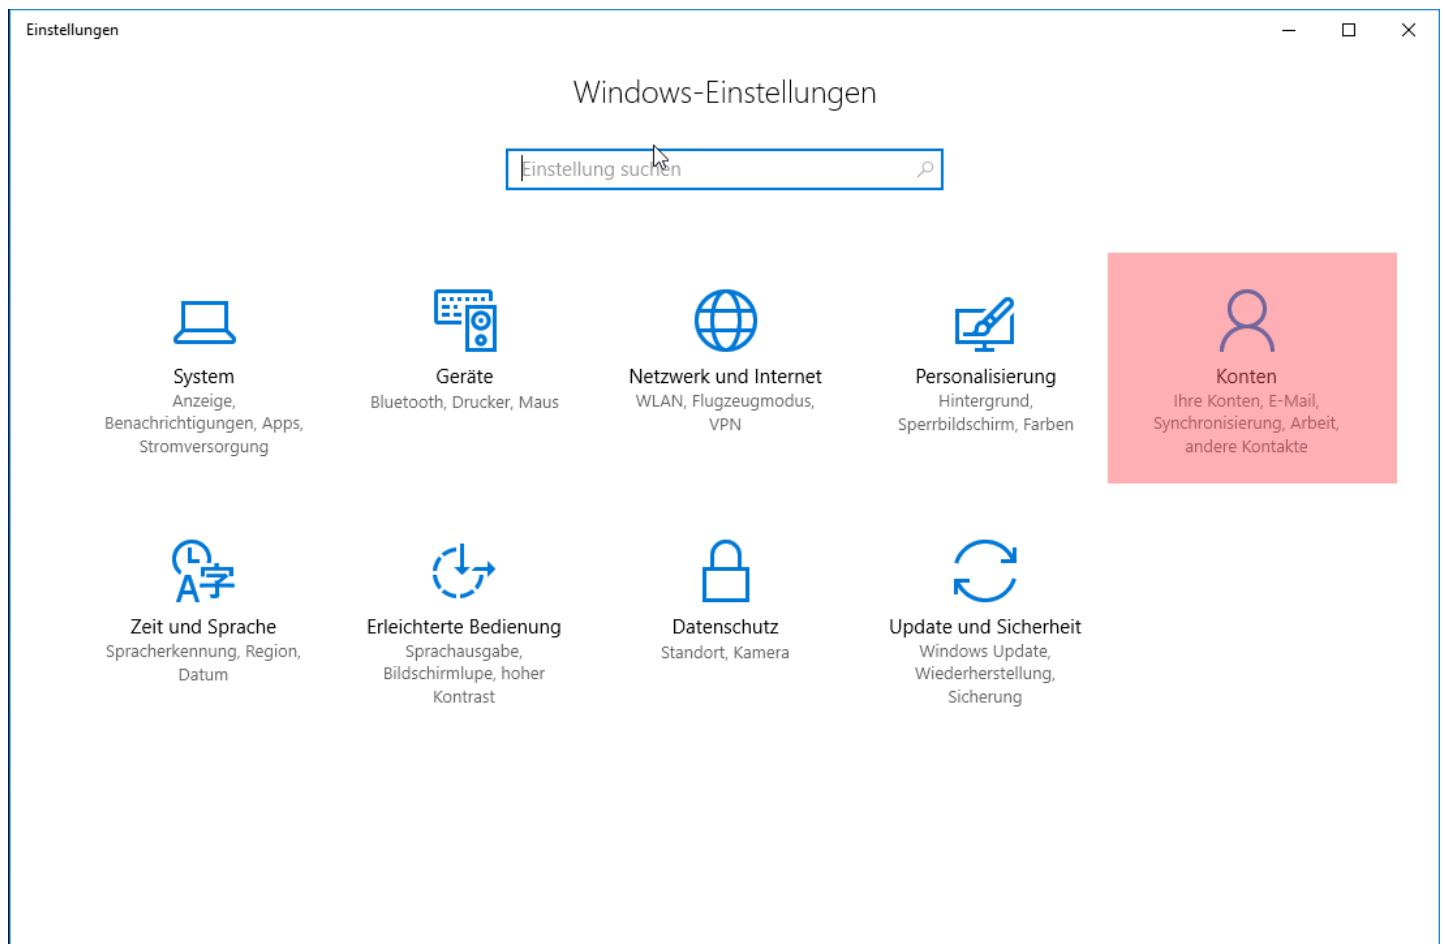 Einstellungen
Windows-Einstellungen
Einstellung suchen
System
Anzeige,
Benachrichtigungen, Apps,
Stromversorgung
Geräte
Bluetooth, Drucker, Maus
Netzwerk und Internet
WLAN, Flugzeugmodus,
VPN
Personalisierung
Hintergrund,
Sperrbildschirm, Farben
Konten
Ihre Konten, E-Mail,
Synchronisierung, Arbeit,
andere Kontakte
A字
Zeit und Sprache
Spracherkennung, Region,
Datum
Erleichterte Bedienung
Sprachausgabe,
Bildschirmlupe, hoher
Kontrast
Datenschutz
Standort, Kamera
Update und Sicherheit
Windows Update,
Wiederherstellung,
Sicherung